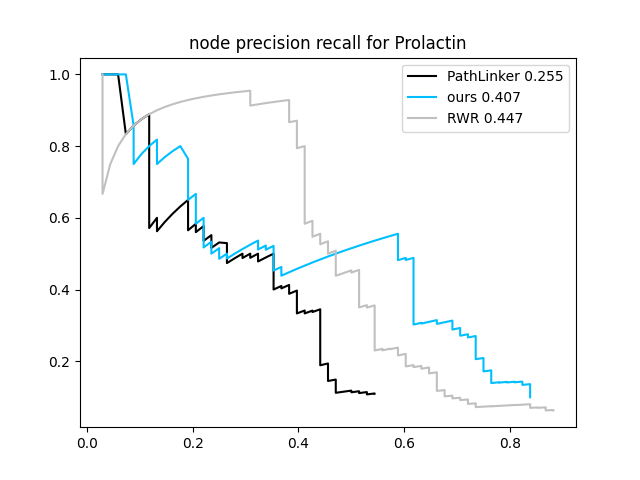 node precision recall for Prolactin
PathLinker 0.255
ours 0.407
RWR 0.447
1.0
0.8
0.6
0.4
0.2
0.0 0.2 0.4 0.6 0.8